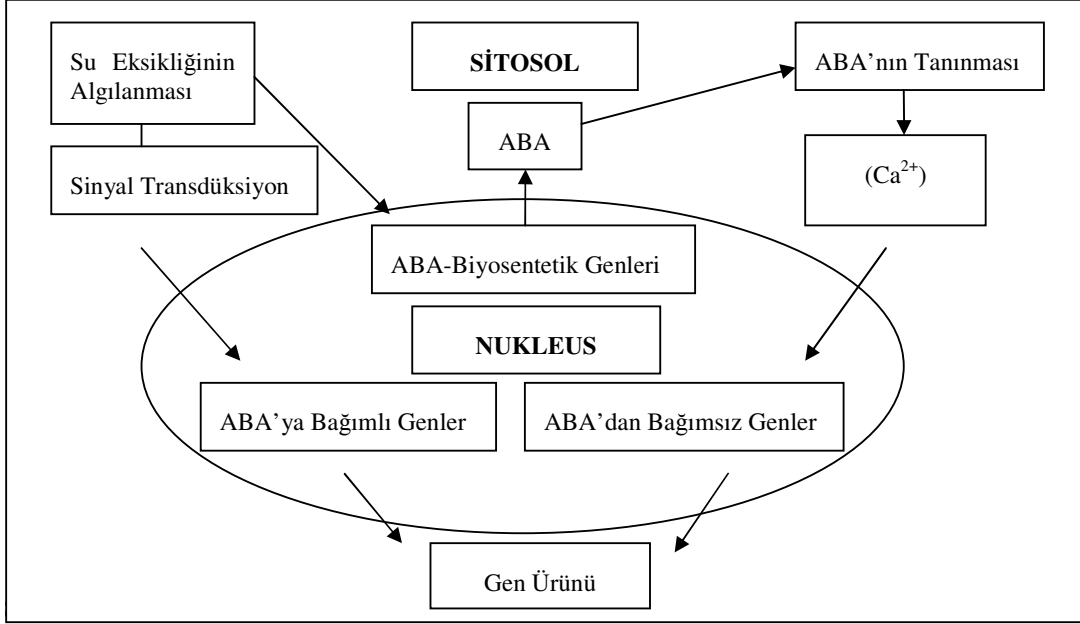 Su Eksikliğinin
Algılanması
SİTOSOL
ABA’nın Tanınması
ABA
Sinyal Transdüksiyon
(Ca²⁺)
ABA-Biyosentetik Genleri
NUKLEUS
ABA’ya Bağımlı Genler
ABA’dan Bağımsız Genler
Gen Ürünü